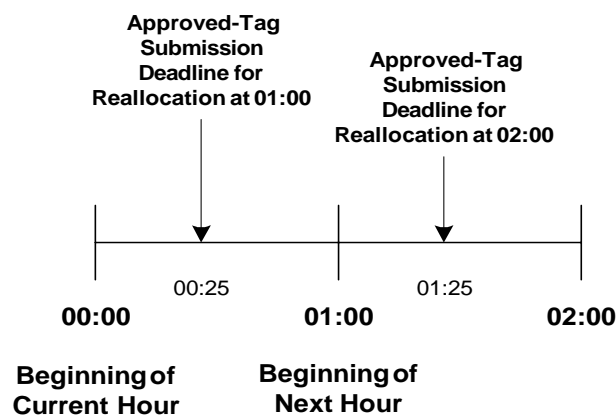 Approved-Tag
Submission
Deadline for
Reallocation at 01:00
Approved-Tag
Submission
Deadline for
Reallocation at 02:00
00:25
01:25
00:00
01:00
02:00
Beginning of
Current Hour
Beginning of
Next Hour